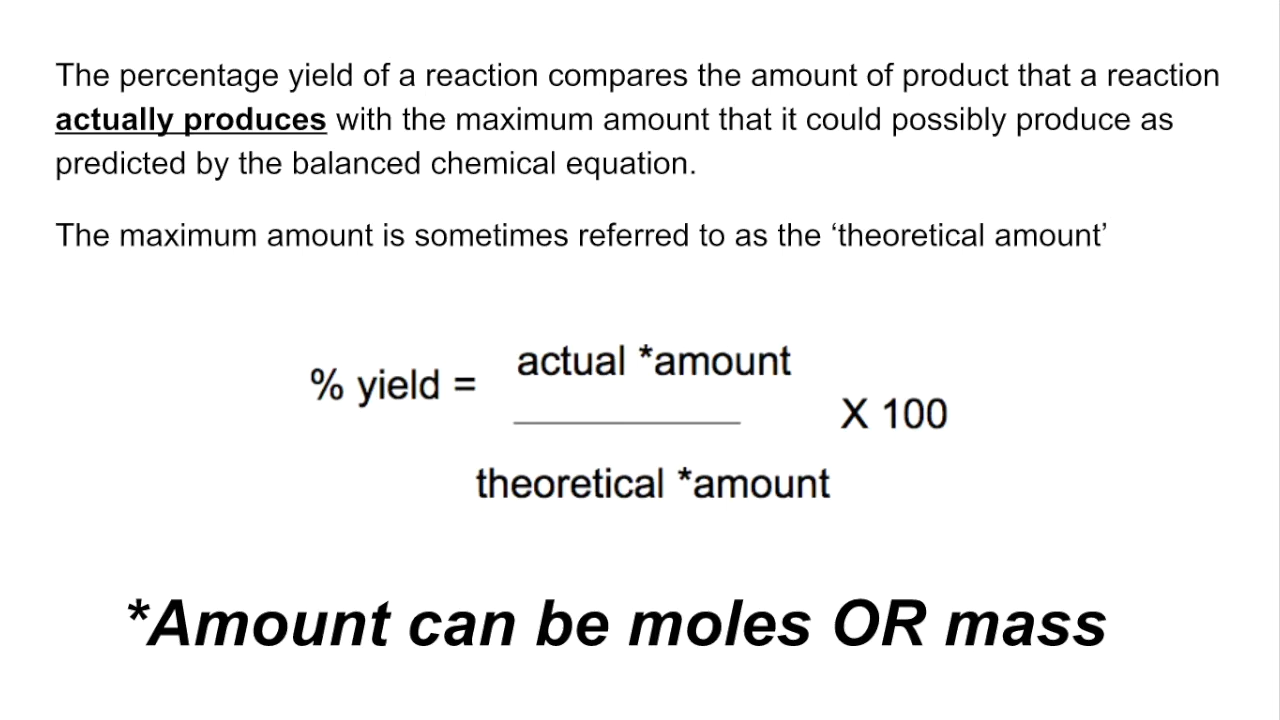 The percentage yield of a reaction compares the amount of product that a reaction
actually produces with the maximum amount that it could possibly produce as
predicted by the balanced chemical equation.
The maximum amount is sometimes referred to as the ‘theoretical amount’
% yield =
actual *amount
theoretical *amount
X 100
*Amount can be moles OR mass